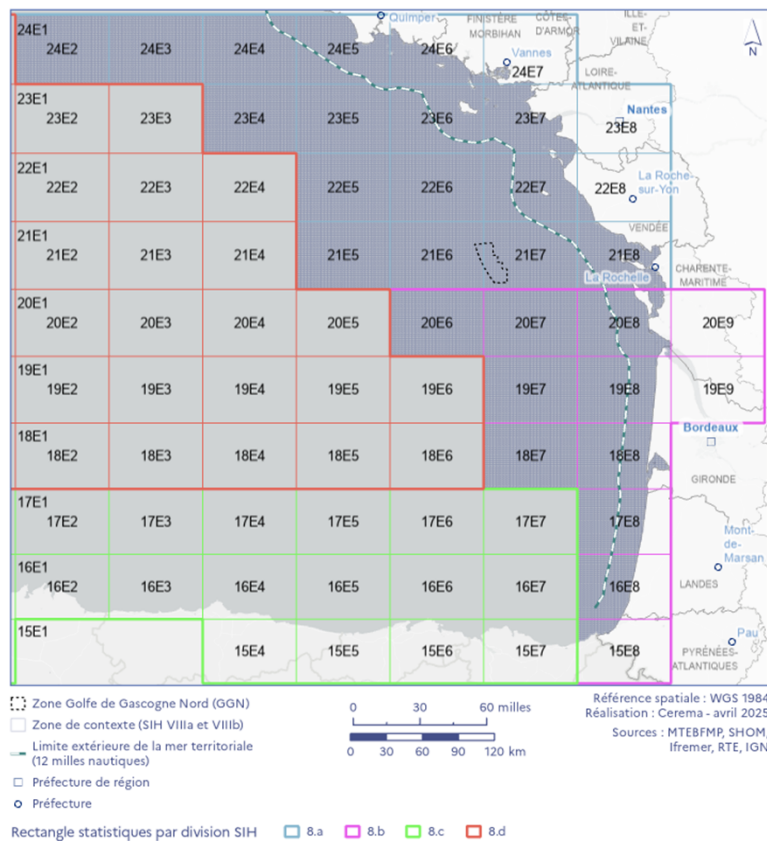 Quimper
FINISTÈRE
CÔTES-
D'ARMOR
ILLE-
ET-
VILAINE
MORBIHAN
24E1
24E2 24E3 24E4 24E5 24E6
Vannes
24E7
N
LOIRE-
ATLANTIQUE
23E1
23E2 23E3 23E4 23E5 23E6 23E7
Nantes
23E8
22E1
22E2 22E3 22E4 22E5 22E6 22E7 22E8
La Roche-
sur-Yon
VENDÉE
21E1
21E2 21E3 21E4 21E5 21E6 21E7 21E8
La Rochelle
CHARENTE-
MARITIME
20E1
20E2 20E3 20E4 20E5 20E6 20E7 20E8 20E9
19E1
19E2 19E3 19E4 19E5 19E6 19E7 19E8 19E9
Bordeaux
18E1
18E2 18E3 18E4 18E5 18E6 18E7 18E8
GIRONDE
17E1
17E2 17E3 17E4 17E5 17E6 17E7 17E8
Mont-
de-
Marsan
16E1
16E2 16E3 16E4 16E5 16E6 16E7 16E8
LANDES
15E1
15E4 15E5 15E7 15E8
Pau
PYRÉNÉES-
ATLANTIQUES
Zone Golfe de Gascogne Nord (GGN)
Zone de contexte (SIH VIIIa et VIIIb)
Limite extérieure de la mer territoriale
(12 milles nautiques)
Préfecture de région
Préfecture
0 60 milles
0 30 60 90 120 km
Référence spatiale : WGS 1984
Réalisation : Cerema - avril 2025
Sources : MTEBFMP, SHOM,
Ifremer, RTE, IGN
Rectangle statistiques par division SIH 8.a 8.b 8.c 8.d